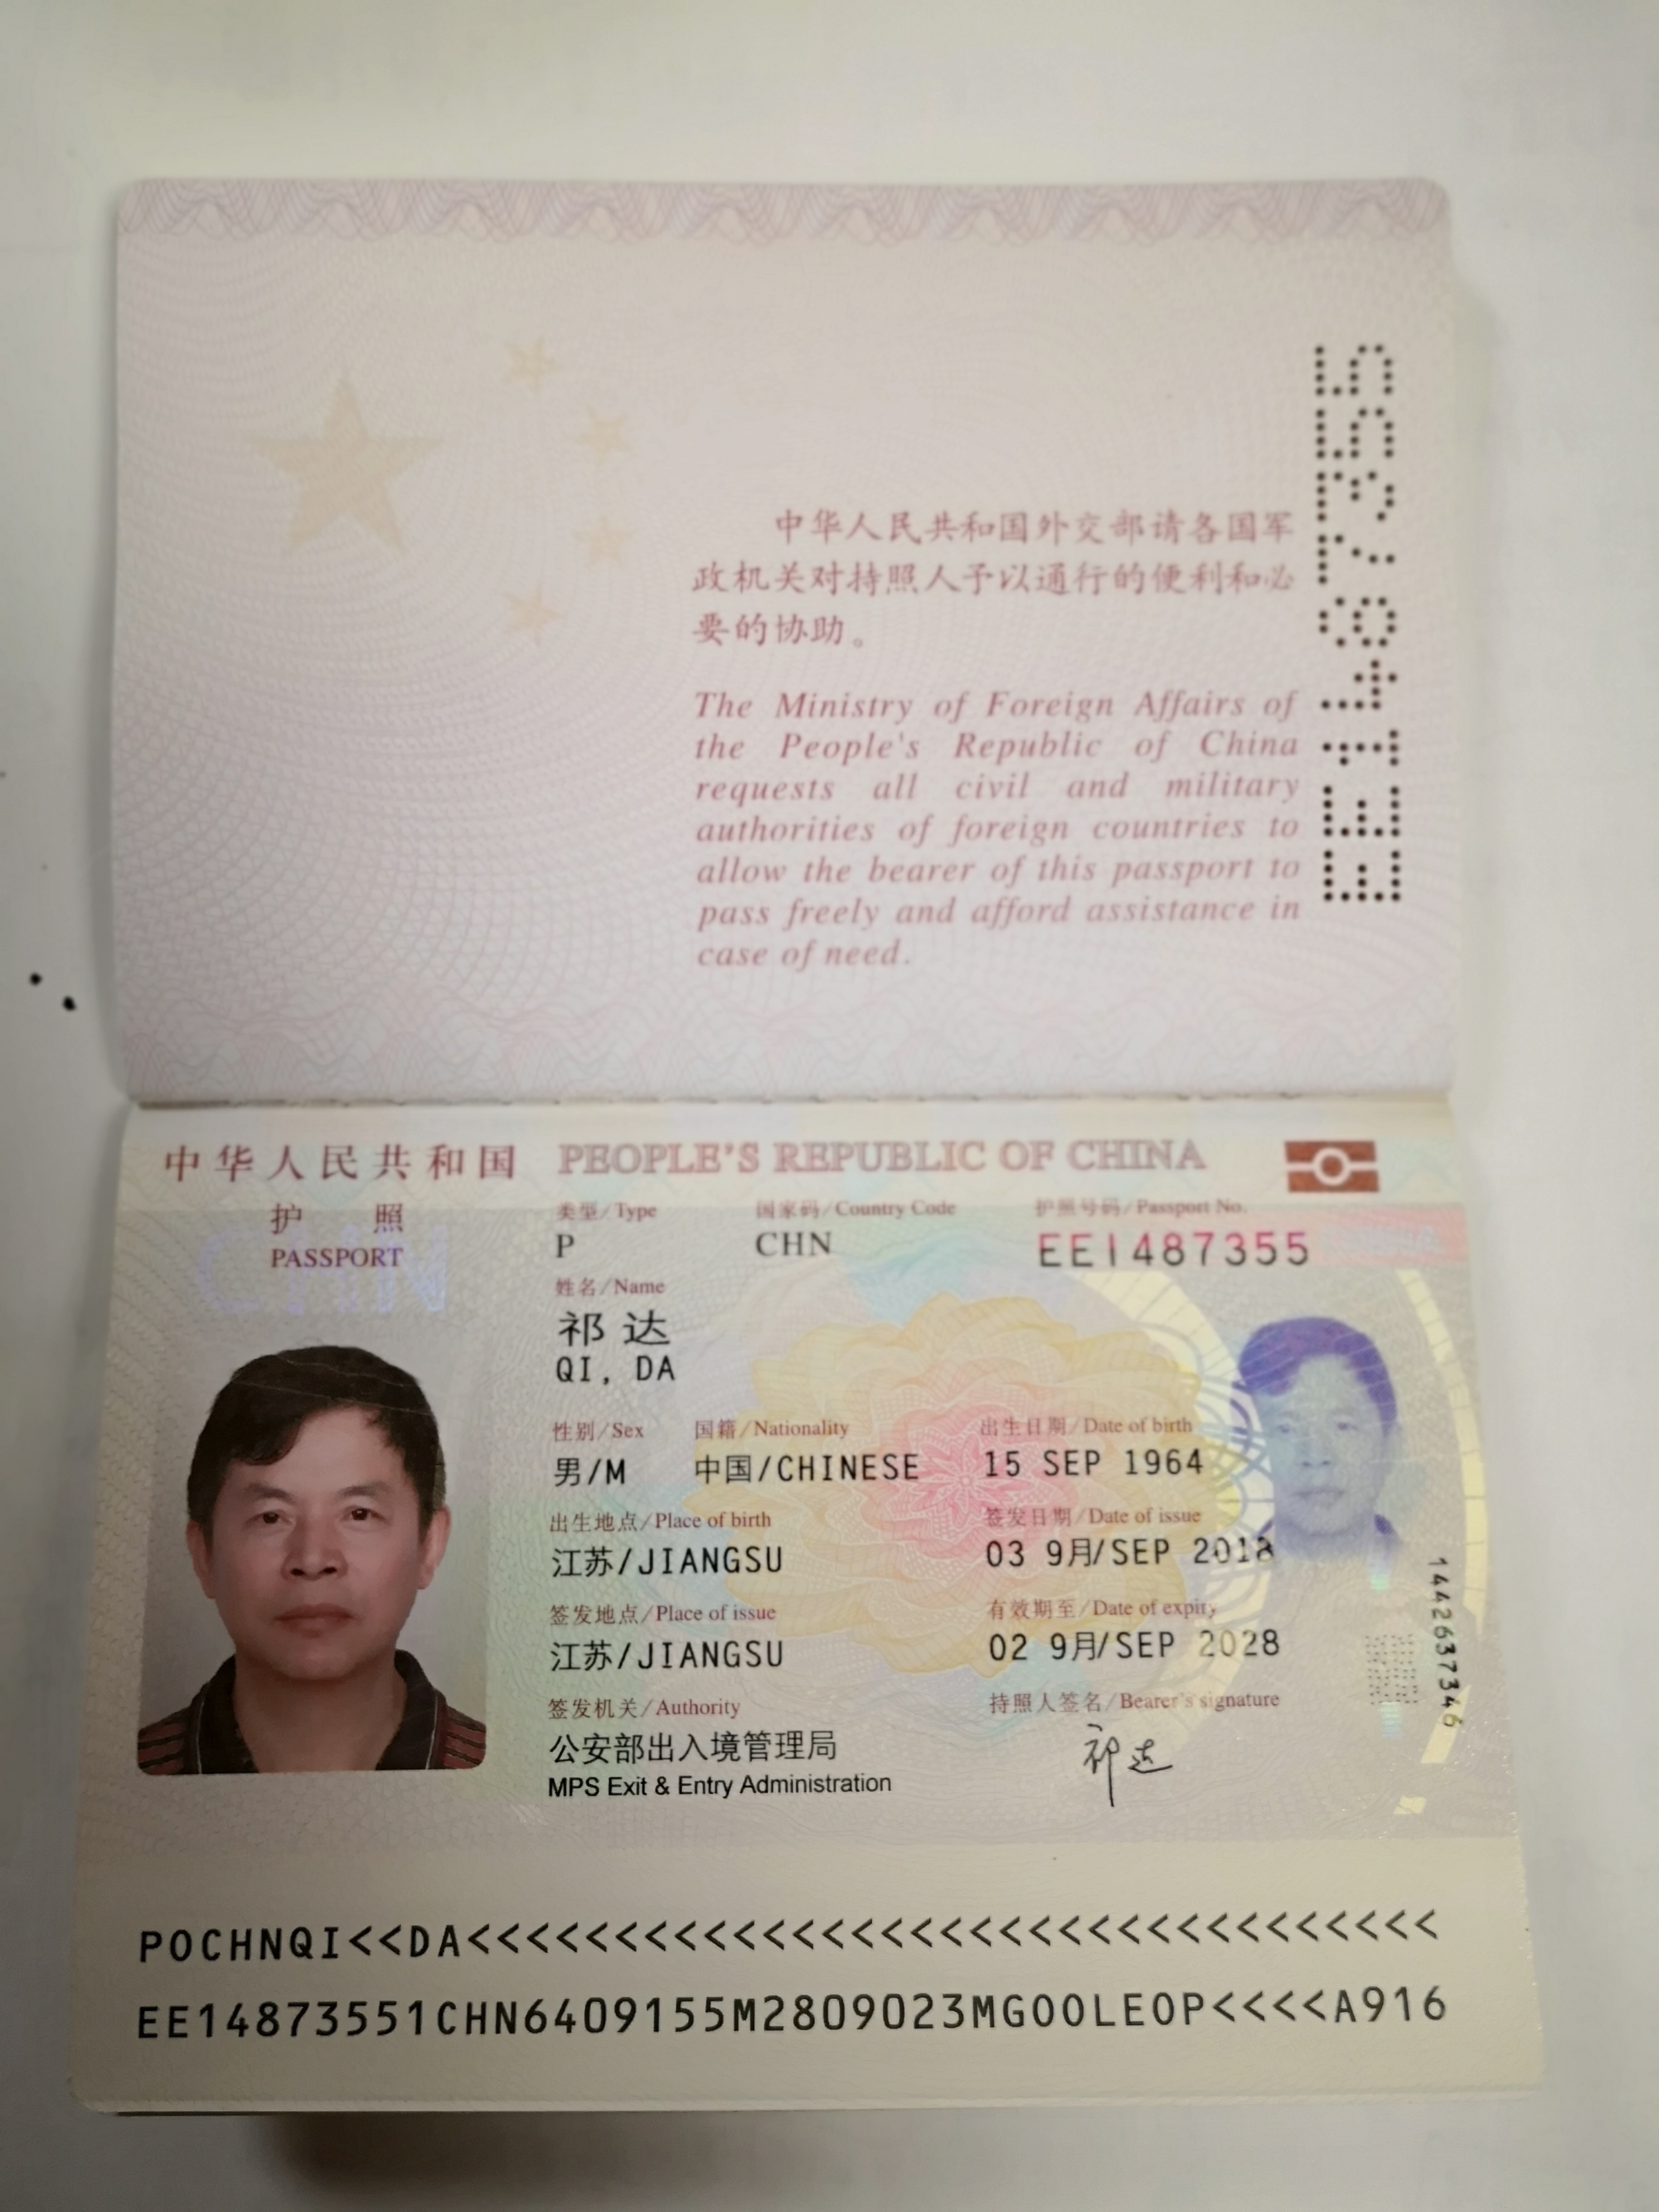 中华人民共和国外交部请各国军
政机关对持照人予以通行的便利和必
要的协助。
The Ministry of Foreign Affairs of
the People's Republic of China
requests all civil and military
authorities of foreign countries to
allow the bearer of this passport to
pass freely and afford assistance in
case of need.
EE1487355
中华人民共和国 PEOPLE'S REPUBLIC OF CHINA
护 照
PASSPORT
类型/Type 国家码/Country Code 护照号码/Passport No.
P CHN EE1487355
姓名/Name
祁达
QI, DA
性别/Sex 国籍/Nationality 出生日期/Date of birth
男/M 中国/CHINESE 15 SEP 1964
出生地点/Place of birth 签发日期/Date of issue
江苏/JIANGSU 03 9月/SEP 2018
签发地点/Place of issue 有效期至/Date of expiry
江苏/JIANGSU 02 9月/SEP 2028
签发机关/Authority 持照人签名/Bearer's signature
公安部出入境管理局 祁达
MPS Exit & Entry Administration
1442637346
CHN
POCHNQI<<DA<<<<<<<<<<<<<<<<<<<<<<<<<<<<<<<<<
EE14873551CHN6409155M2809023MGOOLEOP<<<<A916